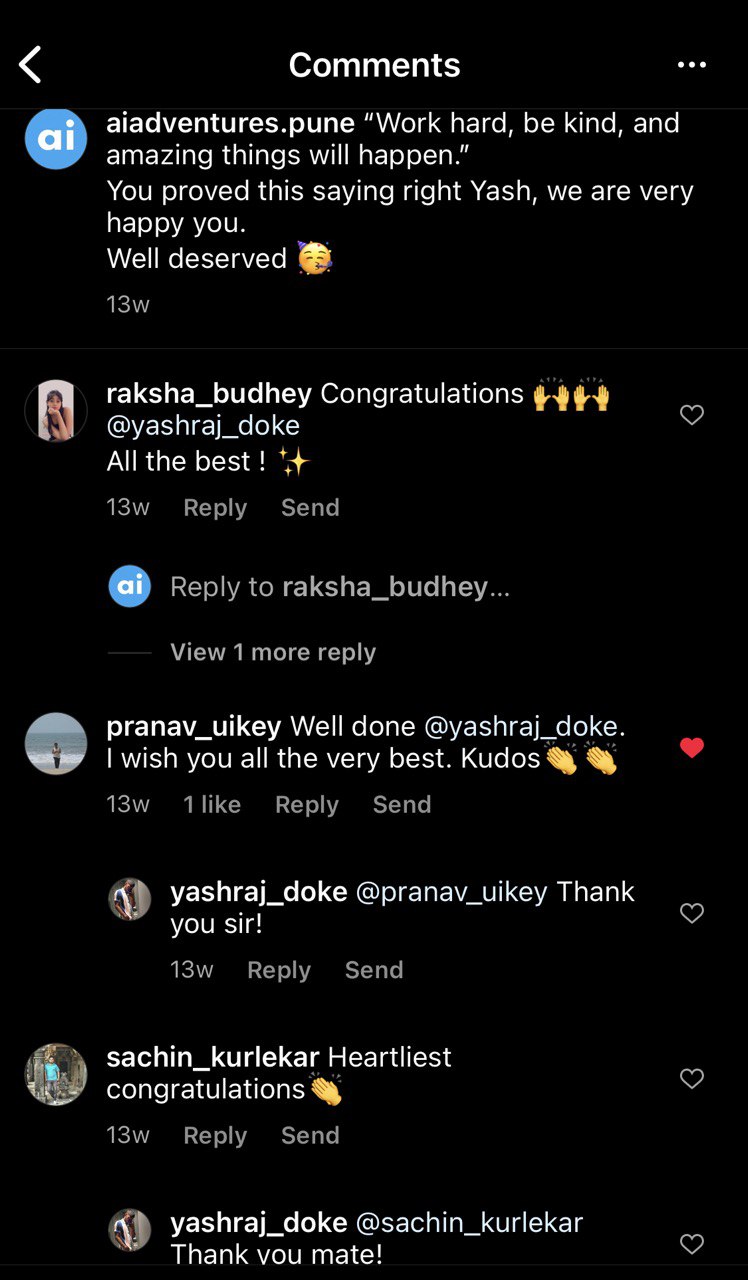 Comments
ai
aiadventures.pune “Work hard, be kind, and
amazing things will happen.”
You proved this saying right Yash, we are very
happy you.
Well deserved 🥳
13w
raksha_budhey Congratulations 🙌🙌
@yashraj_doke
All the best ! ✨
13w Reply Send
ai Reply to raksha_budhey...
View 1 more reply
pranav_uikey Well done @yashraj_doke.
I wish you all the very best. Kudos👏👏
13w 1 like Reply Send
yashraj_doke @pranav_uikey Thank
you sir!
13w Reply Send
sachin_kurlekar Heartliest
congratulations👏
13w Reply Send
yashraj_doke @sachin_kurlekar
Thank you mate!